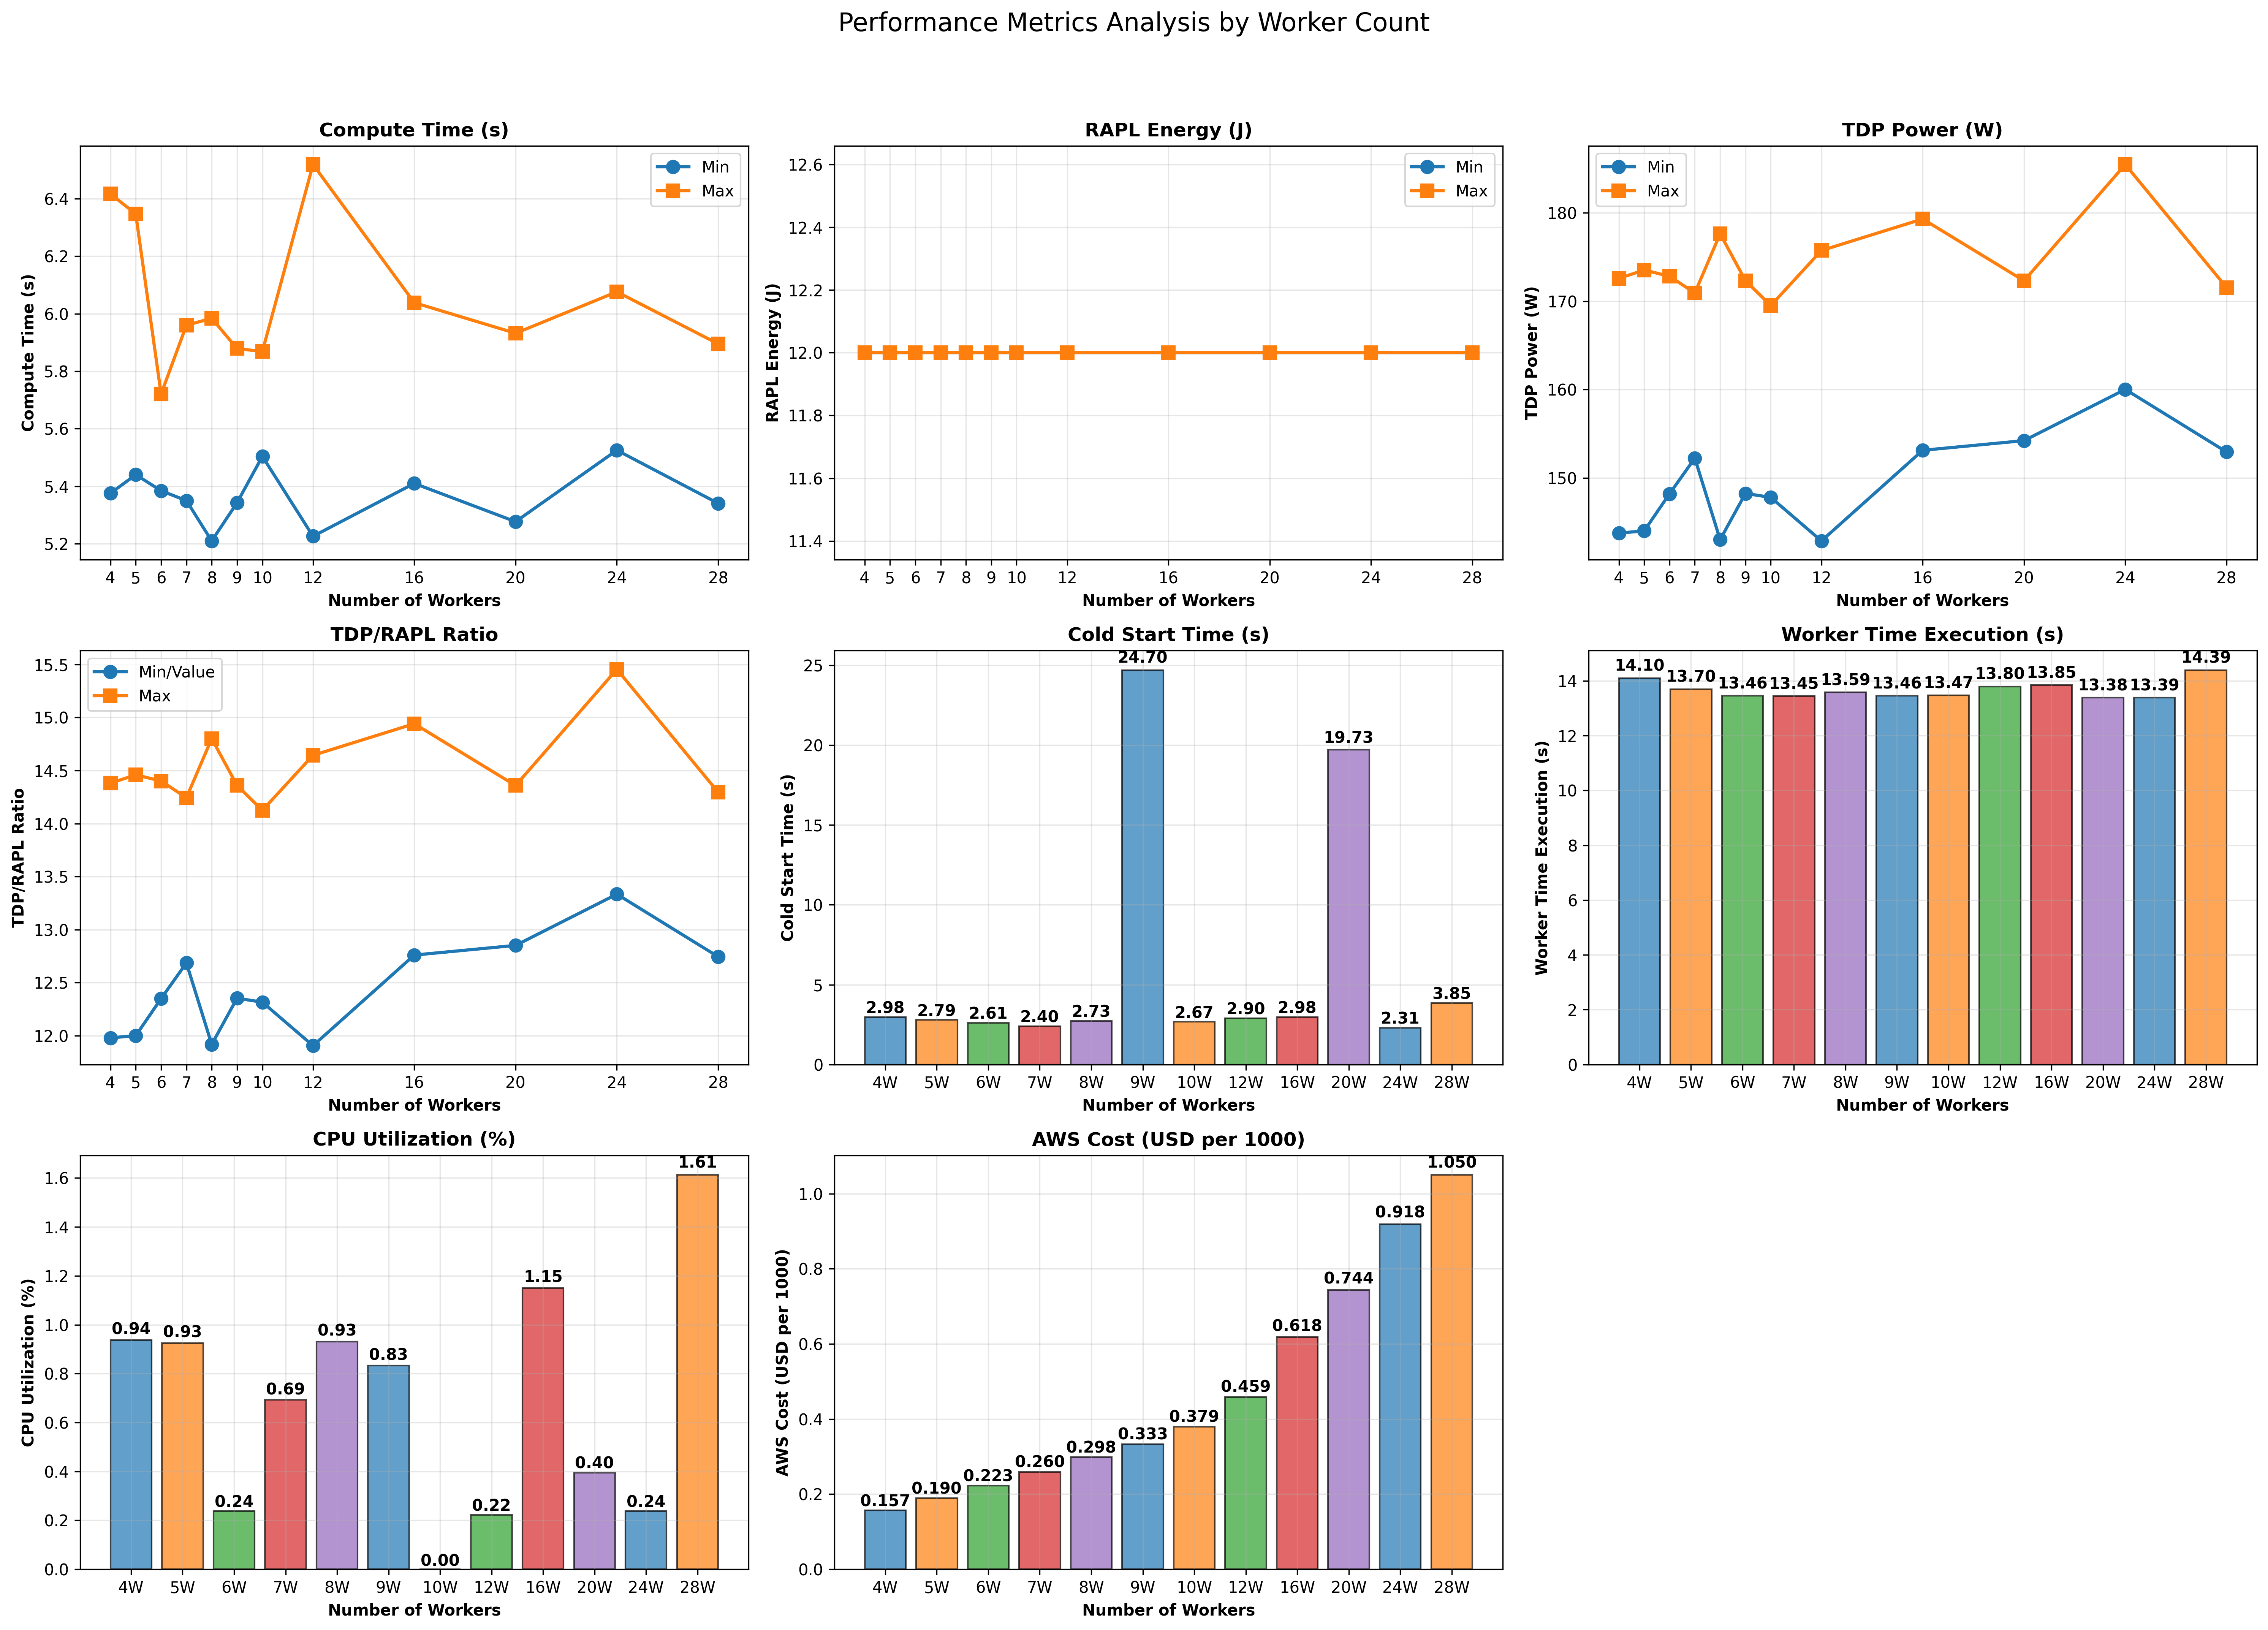 Performance Metrics Analysis by Worker Count
Compute Time (s)
Compute Time (s)
6.4
6.2
6.0
5.8
5.6
5.4
5.2
Min
Max
4 5 6 7 8 9 10 12 16 20 24 28
Number of Workers
RAPL Energy (J)
RAPL Energy (J)
12.6
12.4
12.2
12.0
11.8
11.6
11.4
Min
Max
4 5 6 7 8 9 10 12 16 20 24 28
Number of Workers
TDP Power (W)
TDP Power (W)
180
170
160
150
Min
Max
4 5 6 7 8 9 10 12 16 20 24 28
Number of Workers
TDP/RAPL Ratio
TDP/RAPL Ratio
15.5
15.0
14.5
14.0
13.5
13.0
12.5
12.0
Min/Value
Max
4 5 6 7 8 9 10 12 16 20 24 28
Number of Workers
Cold Start Time (s)
Cold Start Time (s)
25
20
15
10
5
0
2.98 2.79 2.61 2.40 2.73 24.70 2.67 2.90 2.98 19.73 2.31 3.85
4W 5W 6W 7W 8W 9W 10W 12W 16W 20W 24W 28W
Number of Workers
Worker Time Execution (s)
Worker Time Execution (s)
14
12
10
8
6
4
2
0
14.10 13.70 13.46 13.45 13.59 13.46 13.47 13.80 13.85 13.38 13.39 14.39
4W 5W 6W 7W 8W 9W 10W 12W 16W 20W 24W 28W
Number of Workers
CPU Utilization (%)
CPU Utilization (%)
1.6
1.4
1.2
1.0
0.8
0.6
0.4
0.2
0.0
0.94 0.93 0.24 0.69 0.93 0.83 0.00 0.22 1.15 0.40 0.24 1.61
4W 5W 6W 7W 8W 9W 10W 12W 16W 20W 24W 28W
Number of Workers
AWS Cost (USD per 1000)
AWS Cost (USD per 1000)
1.0
0.8
0.6
0.4
0.2
0.0
0.157 0.190 0.223 0.260 0.298 0.333 0.379 0.459 0.618 0.744 0.918 1.050
4W 5W 6W 7W 8W 9W 10W 12W 16W 20W 24W 28W
Number of Workers